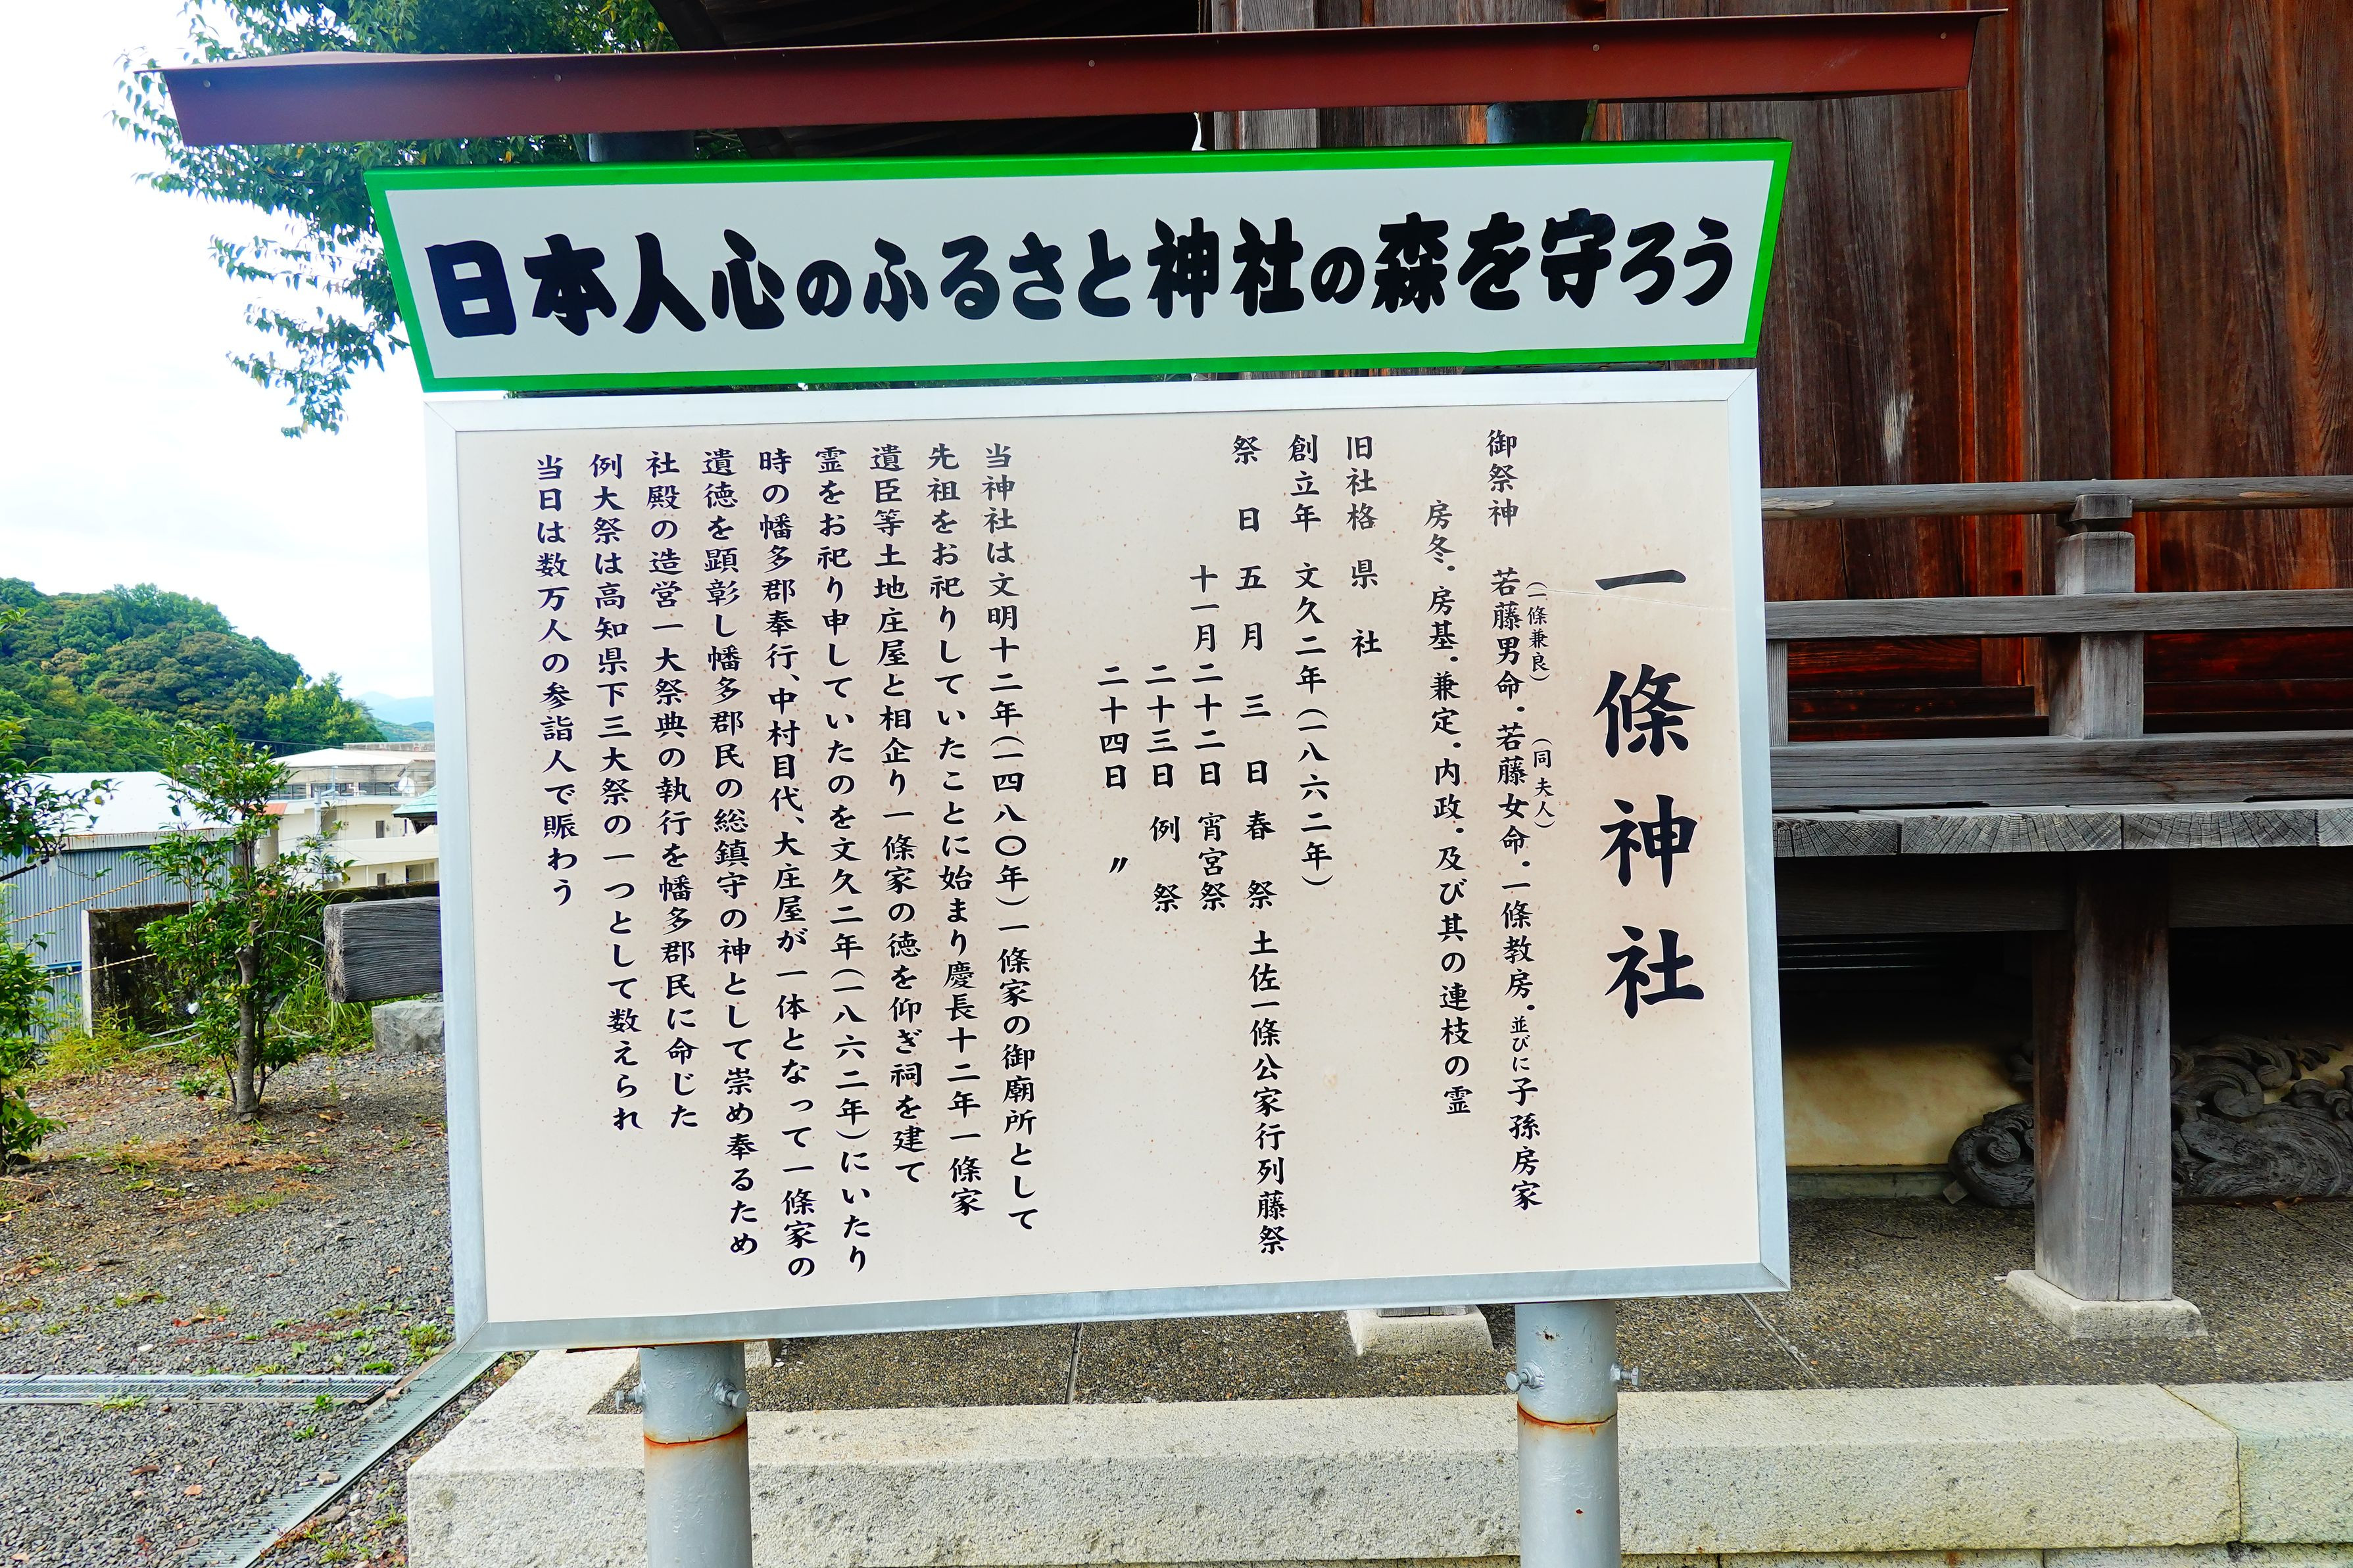 日本人心のふるさと神社の森を守ろう
一條神社
御祭神 若藤男命・若藤女命・一條教房・並びに子孫房家
(一條兼良) (同夫人)
房冬・房基・兼定・内政・及び其の連枝の霊
旧社格 県社
創立年 文久二年(一八六二年)
祭日 五月三日 春祭 土佐一條公家行列藤祭
十一月二十二日 宵宮祭
二十三日 例祭
二十四日 〃
当神社は文明十二年(一四八〇年)一條家の御廟所として
先祖をお祀りしていたことに始まり慶長十二年一條家
遺臣等土地庄屋と相企り一條家の徳を仰ぎ祠を建て
霊をお祀り申していたのを文久二年(一八六二年)にいたり
時の幡多郡奉行、中村目代、大庄屋が一体となって一條家の
遺徳を顕彰し幡多郡民の総鎮守の神として崇め奉るため
社殿の造営一大祭典の執行を幡多郡民に命じた
例大祭は高知県下三大祭の一つとして数えられ
当日は数万人の参詣人で賑わう